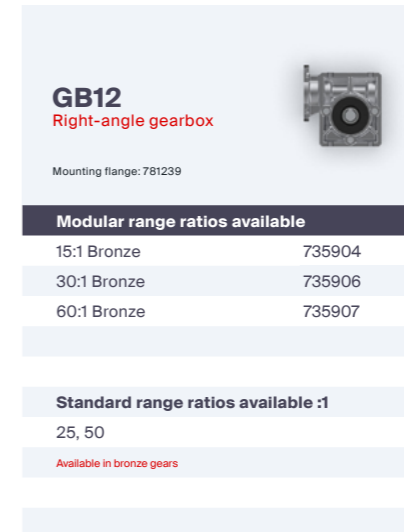 GB12
Right-angle gearbox
Mounting flange: 781239
Modular range ratios available
15:1 Bronze 735904
30:1 Bronze 735906
60:1 Bronze 735907
Standard range ratios available :1
25, 50
Available in bronze gears